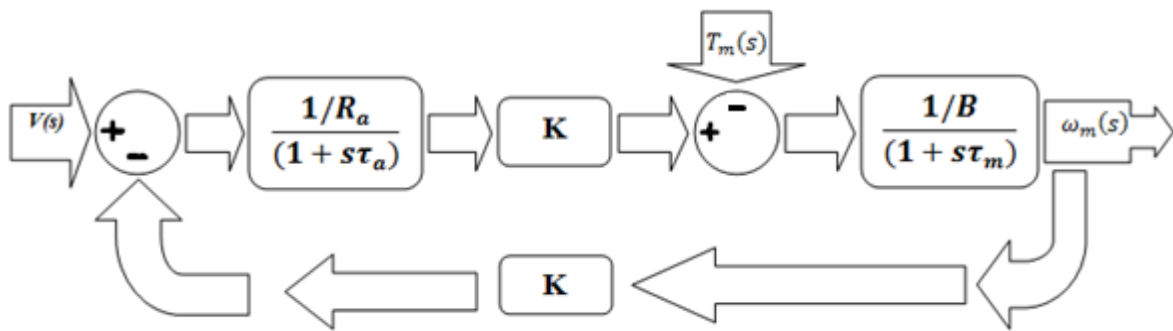 T_m(s)
V(s)
+
−
1/R_a
(1 + sτ_a)
K
+
−
1/B
(1 + sτ_m)
ω_m(s)
K